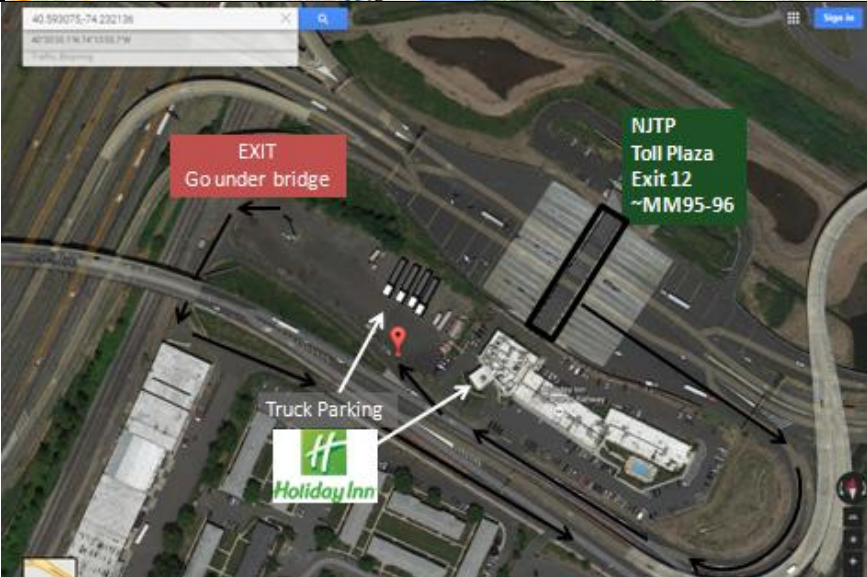 40.593075,-74.232136
Sign in
NJTP
Toll Plaza
Exit 12
~MM95-96
EXIT
Go under bridge
Truck Parking
H
Holiday Inn